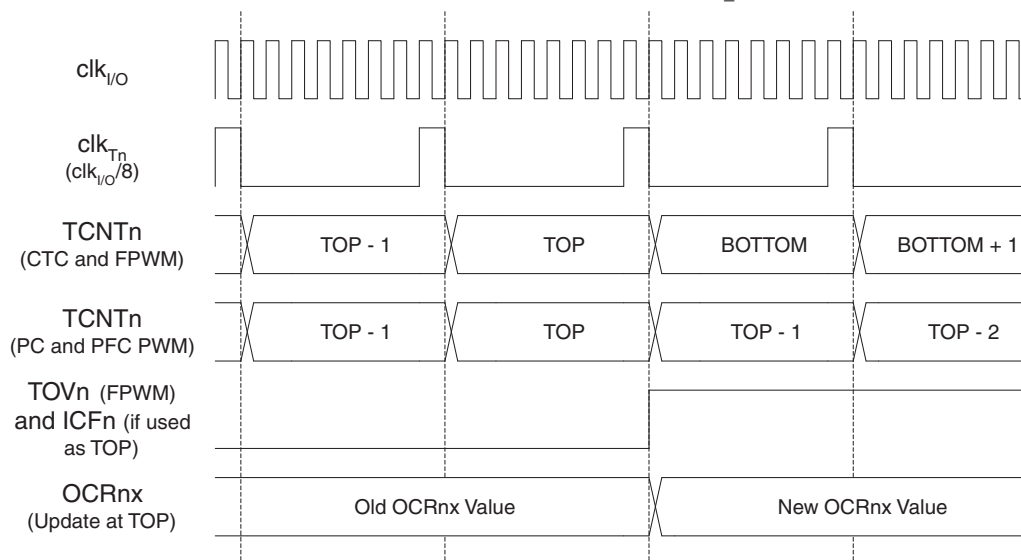 clkI/O
clkTn
(clkI/O/8)
TCNTn
(CTC and FPWM)
TOP - 1
TOP
BOTTOM
BOTTOM + 1
TCNTn
(PC and PFC PWM)
TOP - 1
TOP
TOP - 1
TOP - 2
TOVn (FPWM)
and ICFn (if used
as TOP)
OCRnx
(Update at TOP)
Old OCRnx Value
New OCRnx Value